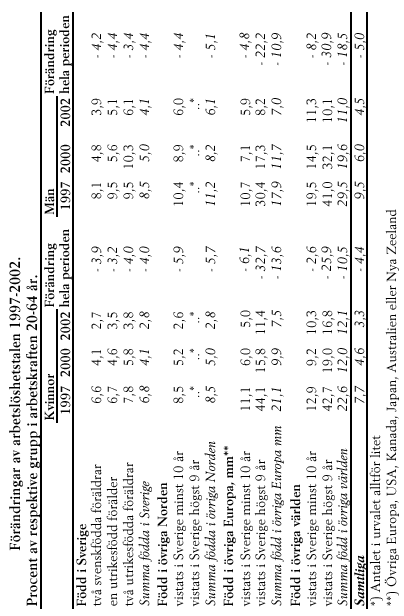 Förändringar av arbetslöshetstalen 1997-2002.
Procent av respektive grupp i arbetskraften 20-64 år.
Kvinnor Förändring Män Förändring
1997 2000 2002 hela perioden 1997 2000 2002 hela perioden
Född i Sverige
två svenskfödda föräldrar 6,6 4,1 2,7 - 3,9 8,1 4,8 3,9 - 4,2
en utrikesfödd förälder 6,7 4,6 3,5 - 3,2 9,5 5,6 5,1 - 4,4
två utrikesfödda föräldrar 7,8 5,8 3,8 - 4,0 9,5 10,3 6,1 - 3,4
Summa födda i Sverige 6,8 4,1 2,8 - 4,0 8,5 5,0 4,1 - 4,4
Född i övriga Norden
vistats i Sverige minst 10 år 8,5 5,2 2,6 - 5,9 10,4 8,9 6,0 - 4,4
vistats i Sverige högst 9 år ..* ..* ..* ..* ..* ..*
Summa födda i övriga Norden 8,5 5,0 2,8 - 5,7 11,2 8,2 6,1 - 5,1
Född i övriga Europa, mm**
vistats i Sverige minst 10 år 11,1 6,0 5,0 - 6,1 10,7 7,1 5,9 - 4,8
vistats i Sverige högst 9 år 44,1 15,8 11,4 - 32,7 30,4 17,3 8,2 - 22,2
Summa född i övriga Europa mm 21,1 9,9 7,5 - 13,6 17,9 11,7 7,0 - 10,9
Född i övriga världen
vistats i Sverige minst 10 år 12,9 9,2 10,3 - 2,6 19,5 14,5 11,3 - 8,2
vistats i Sverige högst 9 år 42,7 19,0 16,8 - 25,9 41,0 32,1 10,1 - 30,9
Summa född i övriga världen 22,6 12,0 12,1 - 10,5 29,5 19,6 11,0 - 18,5
Samtliga 7,7 4,6 3,3 - 4,4 9,5 6,0 4,5 - 5,0
*) Antalet i urvalet alltför litet
**) Övriga Europa, USA, Kanada, Japan, Australien eller Nya Zeeland